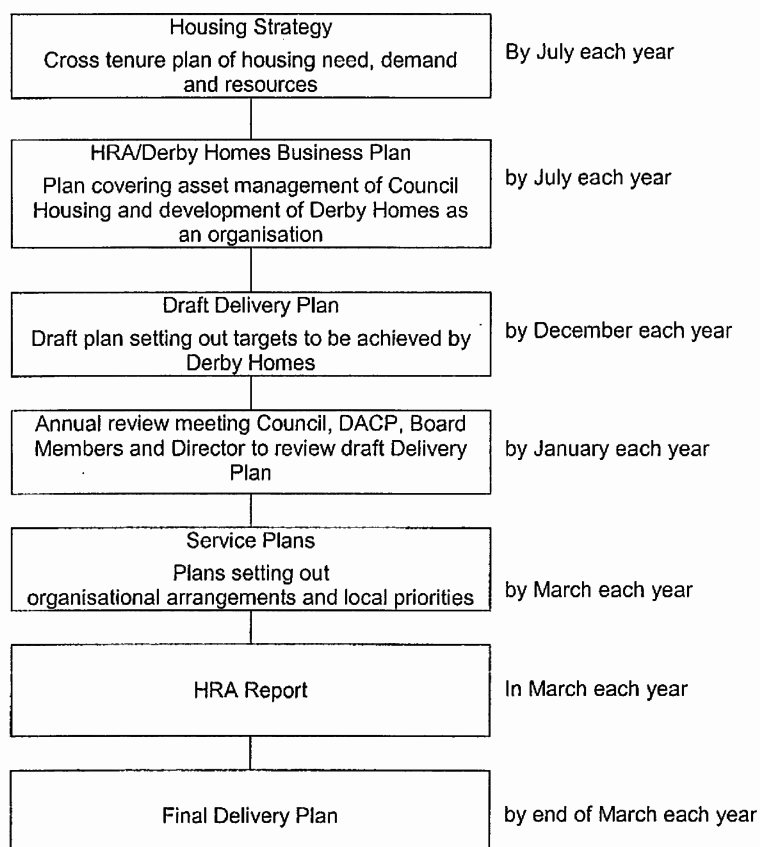 Housing Strategy
Cross tenure plan of housing need, demand
and resources
By July each year
HRA/Derby Homes Business Plan
Plan covering asset management of Council
Housing and development of Derby Homes as
an organisation
by July each year
Draft Delivery Plan
Draft plan setting out targets to be achieved by
Derby Homes
by December each year
Annual review meeting Council, DACP, Board
Members and Director to review draft Delivery
Plan
by January each year
Service Plans
Plans setting out
organisational arrangements and local priorities
by March each year
HRA Report
In March each year
Final Delivery Plan
by end of March each year